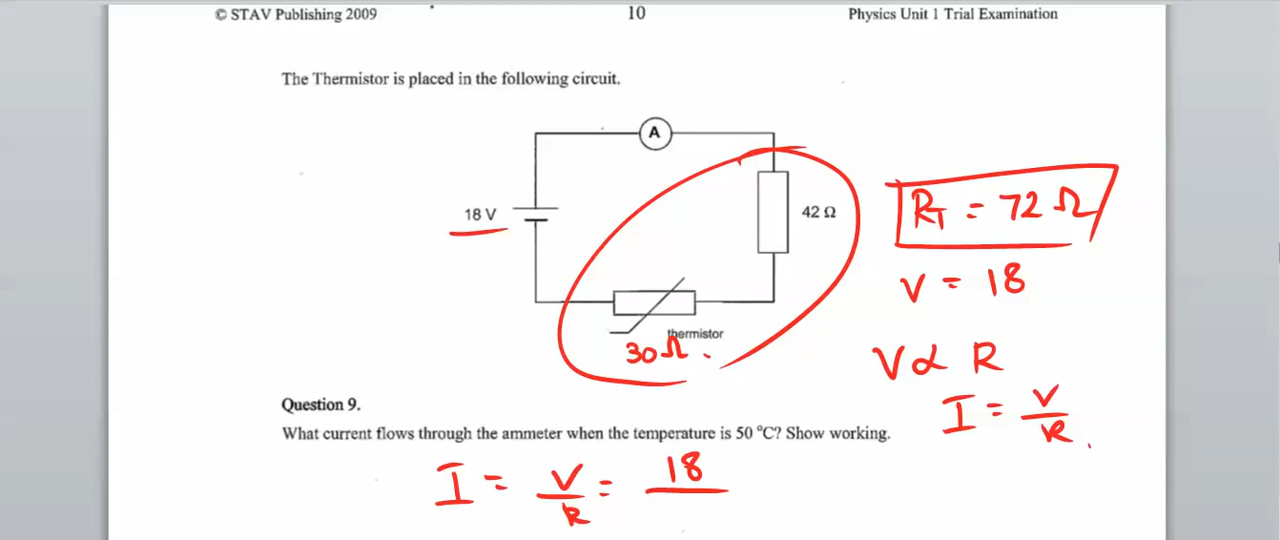 © STAV Publishing 2009 10 Physics Unit 1 Trial Examination
The Thermistor is placed in the following circuit.
A
18 V
42 Ω
R_T = 72 Ω
V = 18
thermistor
30 Ω.
V ∝ R
I = V/R.
Question 9.
What current flows through the ammeter when the temperature is 50 °C? Show working.
I = V/R = 18